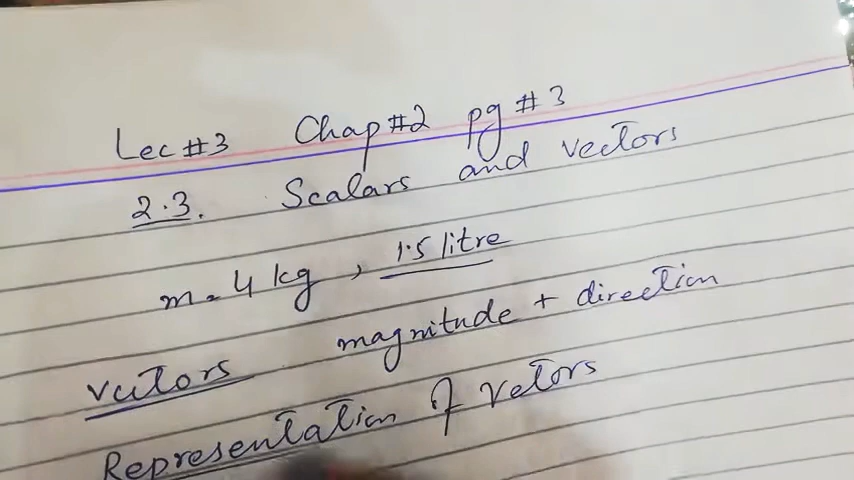 Lec #3 Chap #2 pg #3
2.3. Scalars and vectors
m = 4 kg , 1.5 litre
vectors magnitude + direction
Representation of vetors